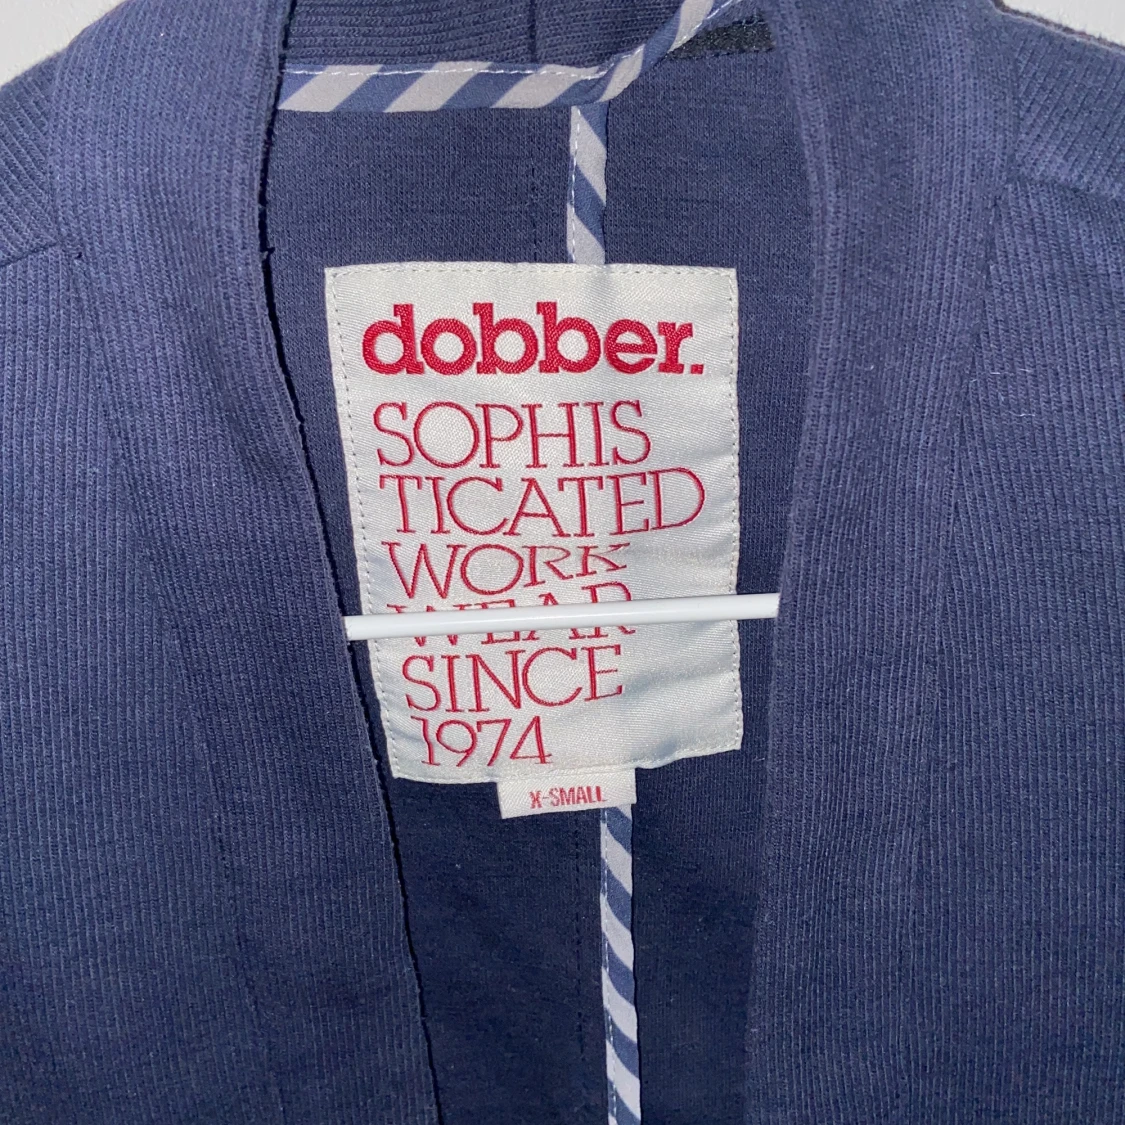 dobber.
SOPHIS
TICATED
WORK
WEAR
SINCE
1974
X-SMALL